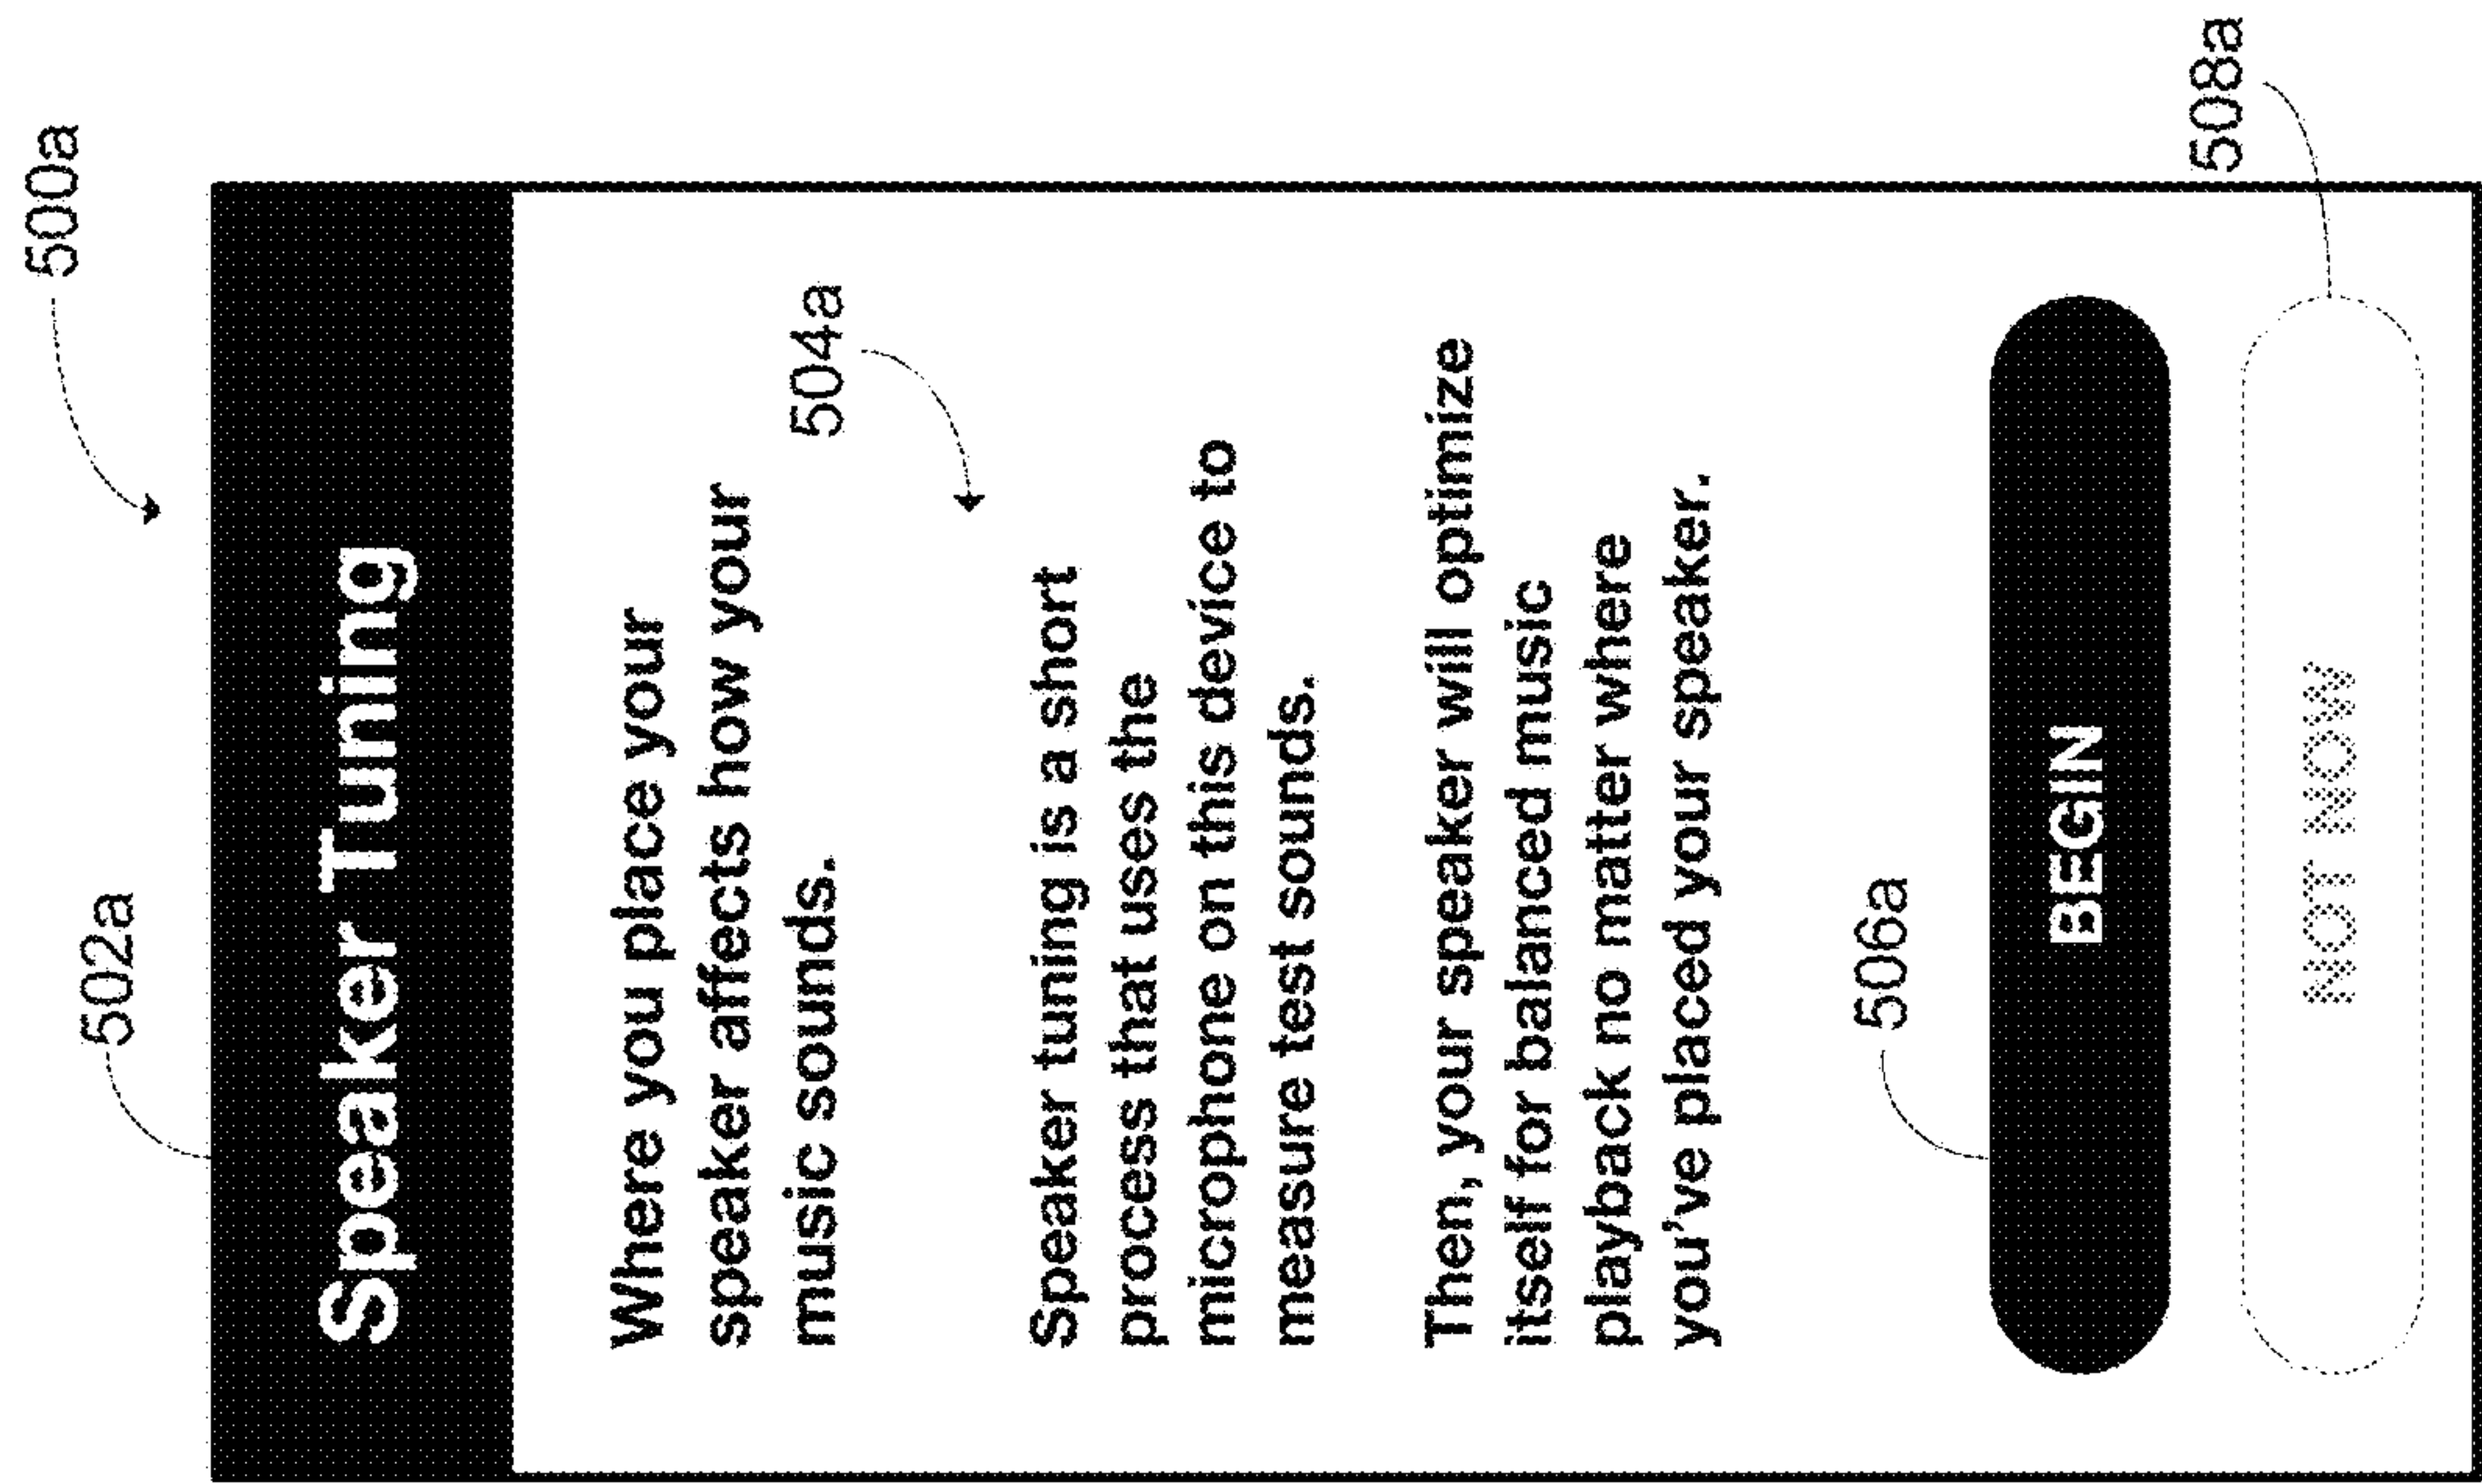 500a
502a
Speaker Tuning
Where you place your
speaker affects how your
music sounds.
504a
Speaker tuning is a short
process that uses the
microphone on this device to
measure test sounds.
Then, your speaker will optimize
itself for balanced music
playback no matter where
you've placed your speaker.
506a
BEGIN
508a
NOT NOW